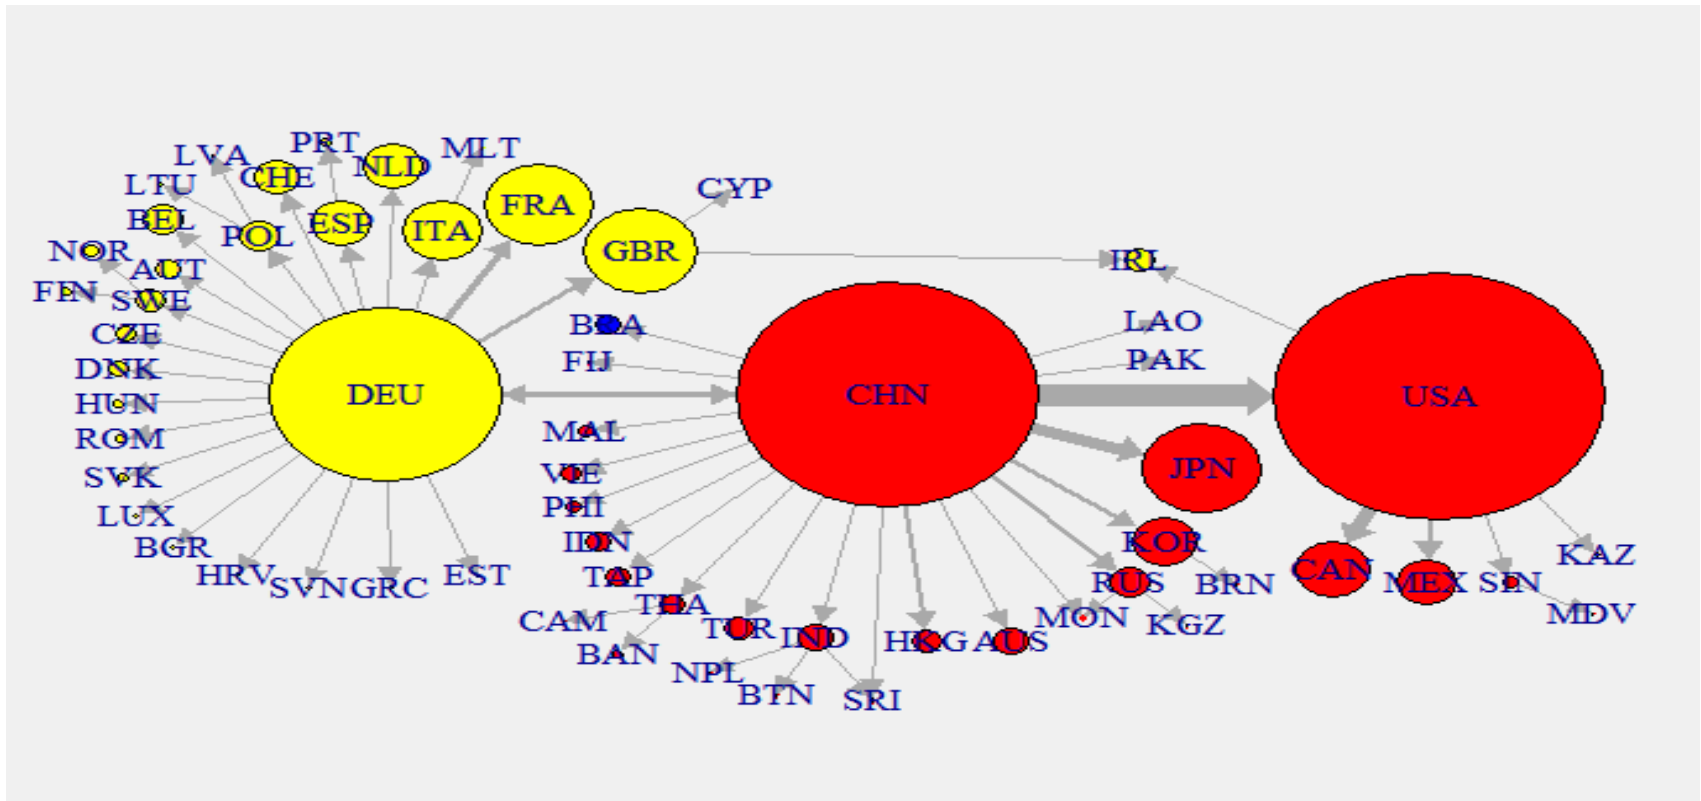 PRT
MLT
LVA
CHE
NLD
LTU
CYP
FRA
BEL
ESP
POL
ITA
GBR
NOR
AUT
IRL
FIN
SWE
BRA
LAO
CZE
FIJ
PAK
DNK
DEU
CHN
USA
HUN
MAL
ROM
JPN
VIE
SVK
PHI
LUX
IDN
KOR
BGR
KAZ
HRV
SVN
GRC
EST
TAP
CAN
MEX
SIN
RUS
BRN
THA
MDV
CAM
MON
KGZ
TUR
IND
HKG
AUS
BAN
NPL
BTN
SRI